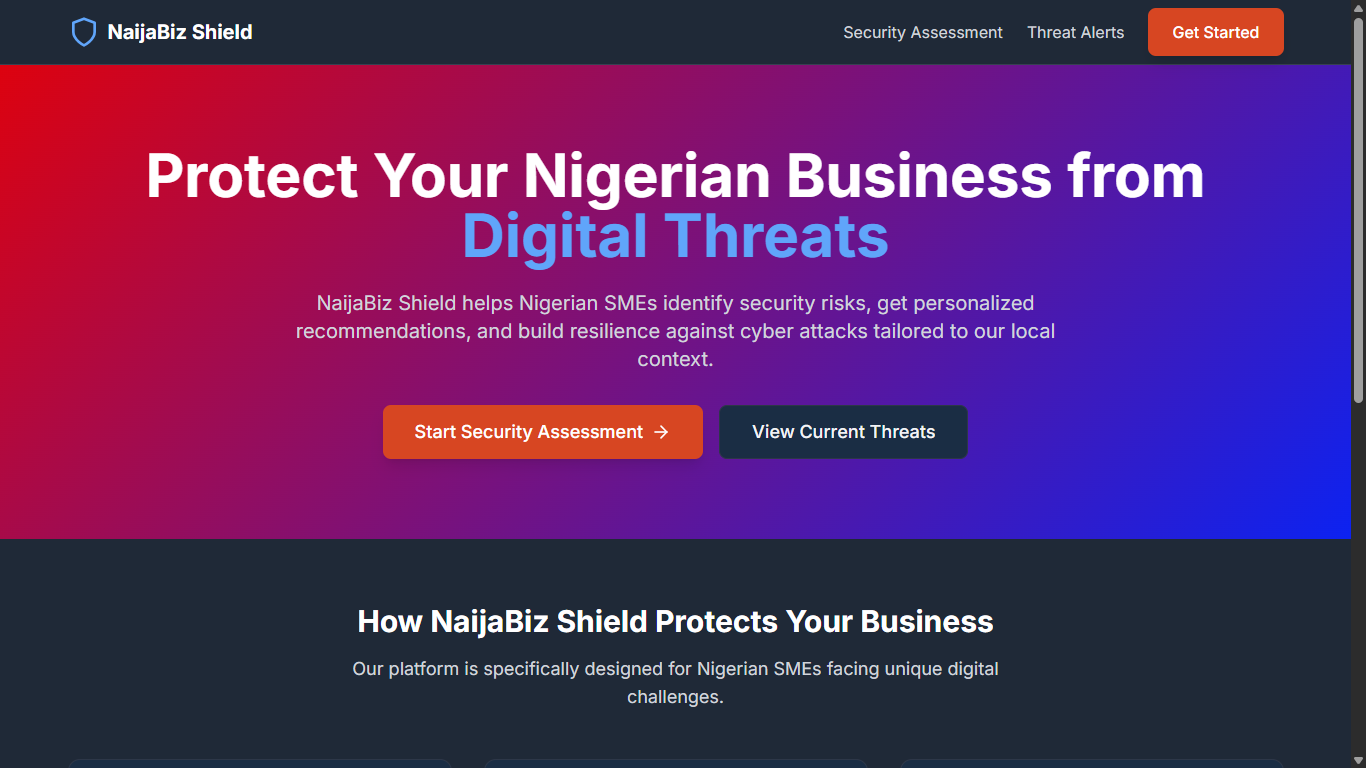 NaijaBiz Shield
Security Assessment
Threat Alerts
Get Started
Protect Your Nigerian Business from
Digital Threats
NaijaBiz Shield helps Nigerian SMEs identify security risks, get personalized
recommendations, and build resilience against cyber attacks tailored to our local
context.
Start Security Assessment →
View Current Threats
How NaijaBiz Shield Protects Your Business
Our platform is specifically designed for Nigerian SMEs facing unique digital
challenges.